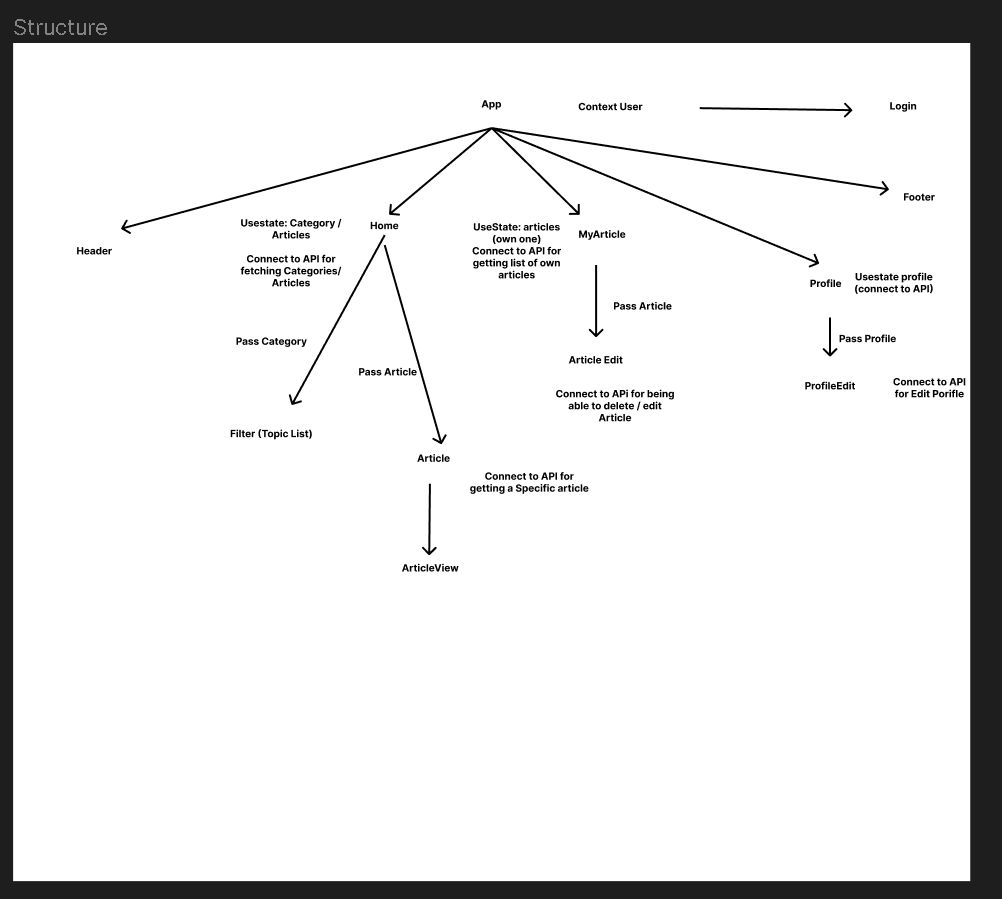 Structure
App
Context User
Login
Footer
Header
Usestate: Category /
Articles
Connect to API for
fetching Categories/
Articles
Home
UseState: articles
(own one)
Connect to API for
getting list of own
articles
MyArticle
Profile
Usestate profile
(connect to API)
Pass Article
Pass Profile
Pass Category
Pass Article
Article Edit
ProfileEdit
Connect to API
for Edit Porifle
Connect to APi for being
able to delete / edit
Article
Filter (Topic List)
Article
Connect to API for
getting a Specific article
ArticleView